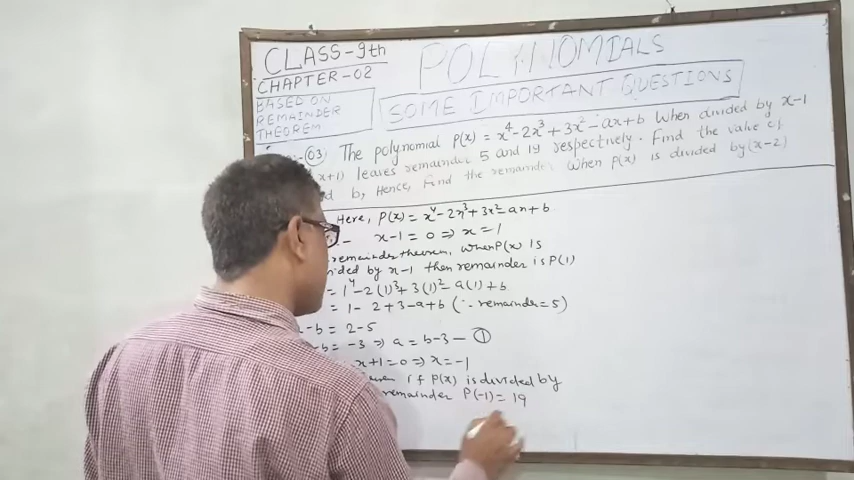 CLASS-9th
CHAPTER-02
BASED ON
REMAINDER
THEOREM
POLYNOMIALS
SOME IMPORTANT QUESTIONS
03 The polynomial P(x) = x⁴-2x³+3x²-ax+b when divided by x-1
x+1) leaves remainder 5 and 19 respectively. Find the value of
b, Hence, find the remainder when p(x) is divided by (x-2)
Here, P(x) = x⁴-2x³+3x²-ax+b
x-1=0 ⇒ x=1
remainder theorem, when P(x) is
ded by x-1 then remainder is P(1)
= 1⁴-2(1)³+3(1)²-a(1)+b
= 1-2+3-a+b (∵ remainder=5)
-b = 2-5
-b = -3 ⇒ a = b-3 — ①
x+1=0 ⇒ x=-1
if P(x) is divided by
remainder P(-1)=19